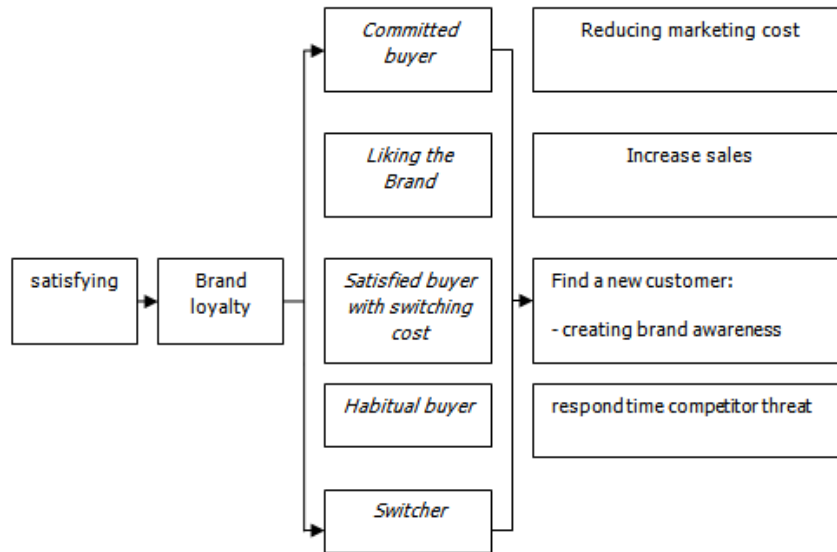 Committed
buyer
Reducing marketing cost
Liking the
Brand
Increase sales
satisfying
Brand
loyalty
Satisfied buyer
with switching
cost
Find a new customer:
- creating brand awareness
Habitual buyer
respond time competitor threat
Switcher